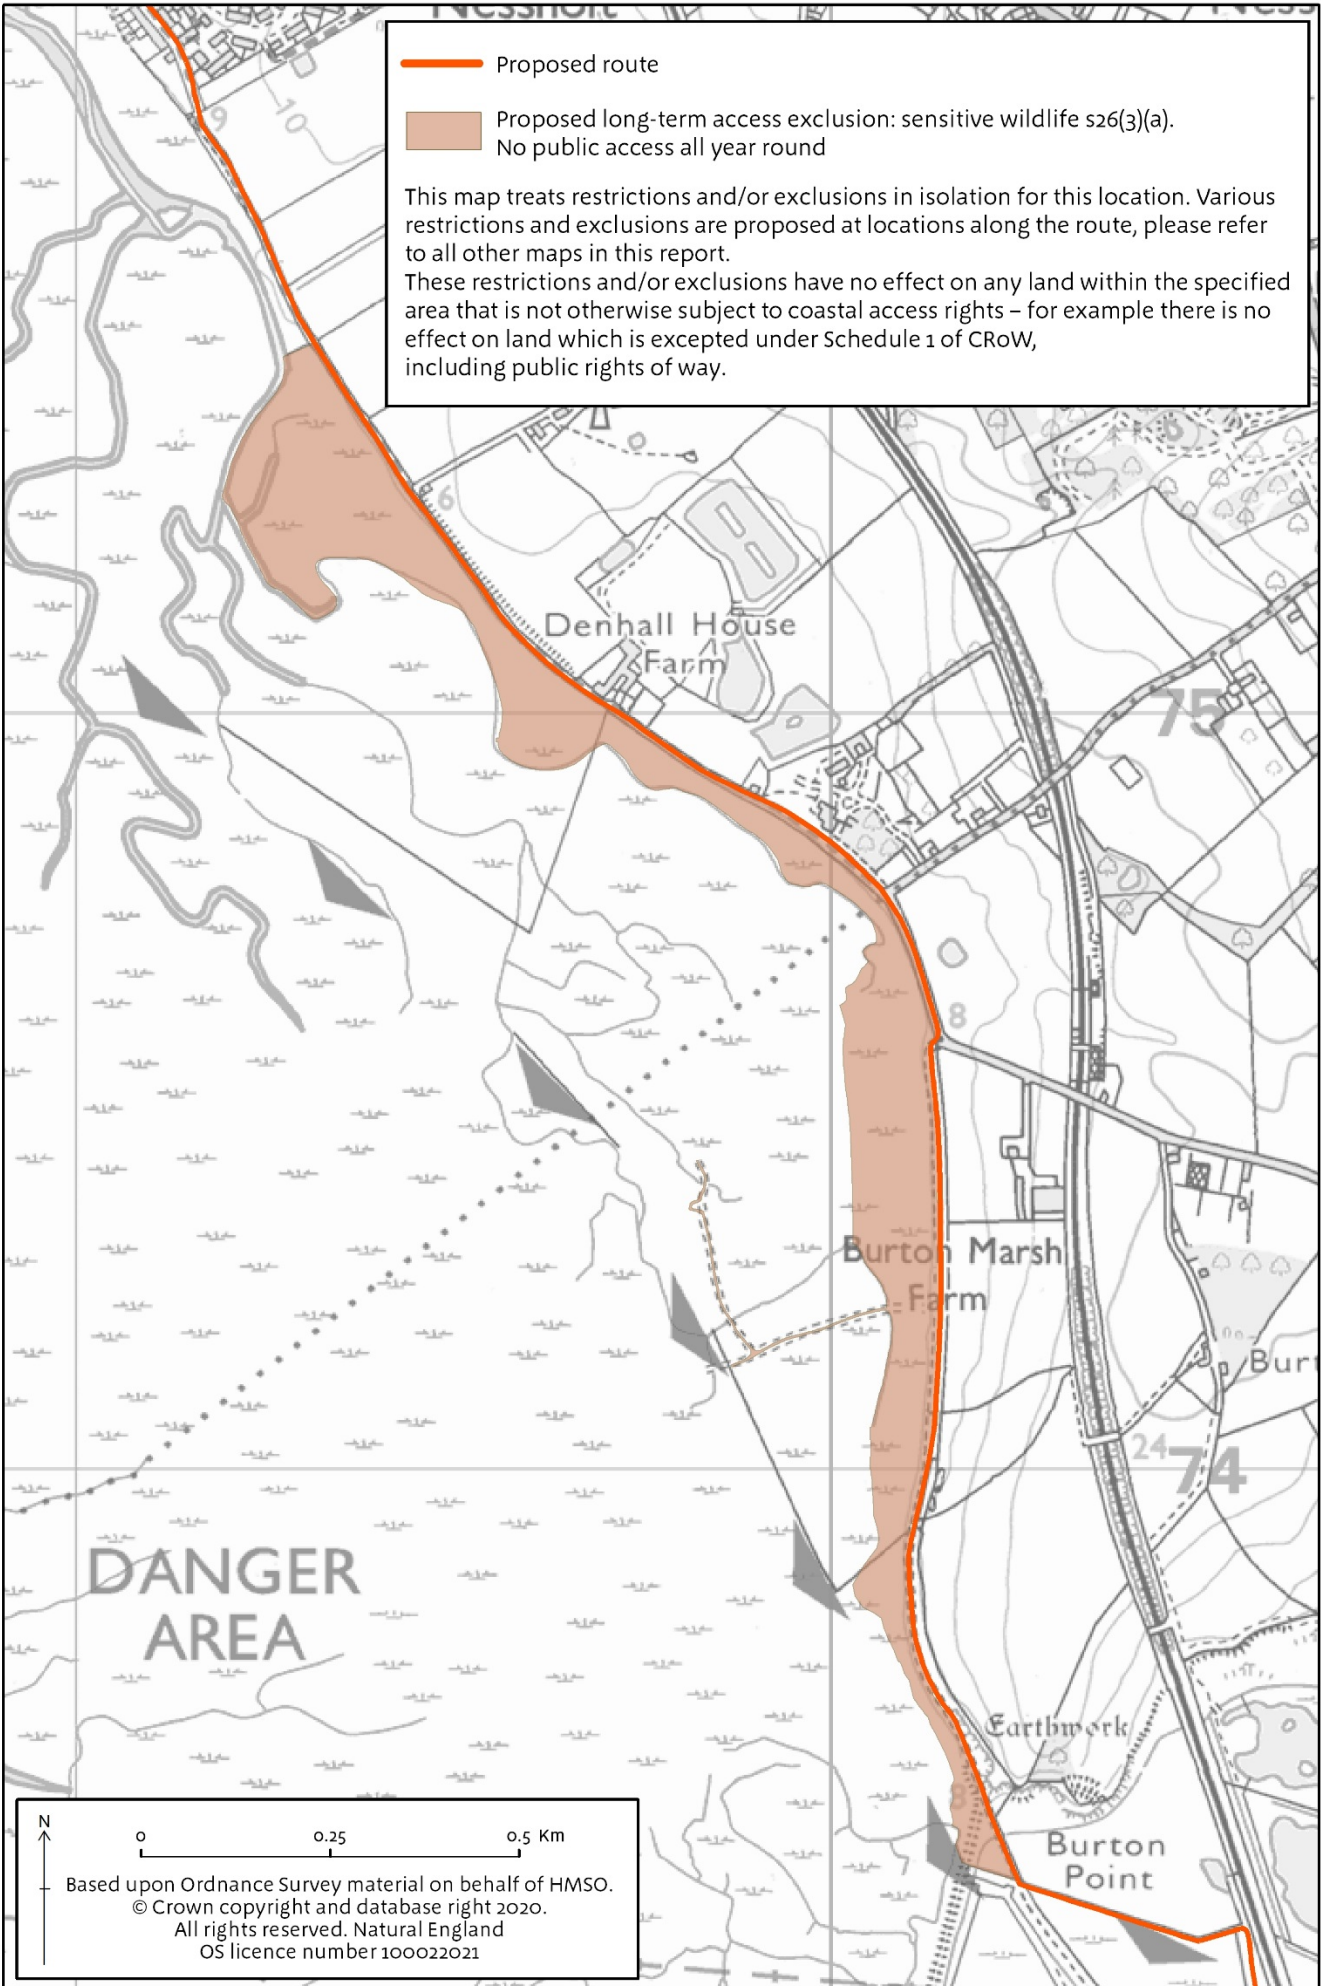 Proposed route
Proposed long-term access exclusion: sensitive wildlife s26(3)(a).
No public access all year round
This map treats restrictions and/or exclusions in isolation for this location. Various
restrictions and exclusions are proposed at locations along the route, please refer
to all other maps in this report.
These restrictions and/or exclusions have no effect on any land within the specified
area that is not otherwise subject to coastal access rights – for example there is no
effect on land which is excepted under Schedule 1 of CRoW,
including public rights of way.
9
10
6
Denhall House
Farm
75
8
Burton Marsh
Farm
Burt
24
74
DANGER
AREA
Earthwork
8
Burton
Point
7
N
0 0.25 0.5 Km
Based upon Ordnance Survey material on behalf of HMSO.
© Crown copyright and database right 2020.
All rights reserved. Natural England
OS licence number 100022021